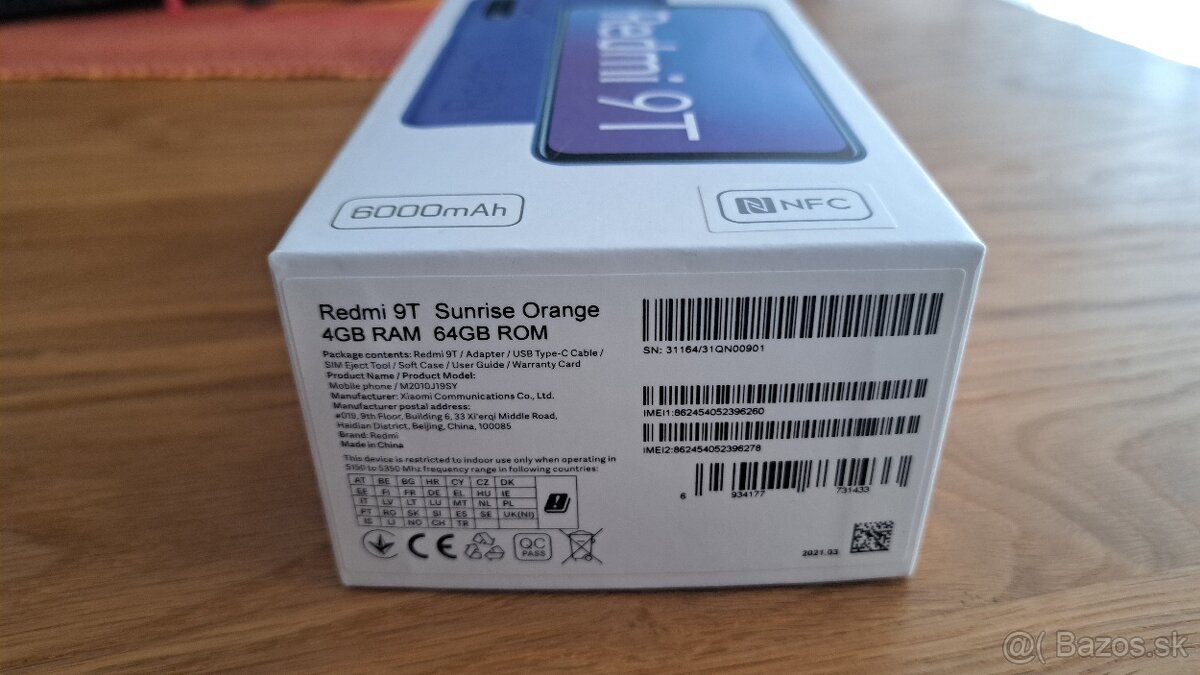 Redmi 9T
6000mAh
NFC
Redmi 9T Sunrise Orange
4GB RAM 64GB ROM
Package contents: Redmi 9T / Adapter / USB Type-C Cable /
SIM Eject Tool / Soft Case / User Guide / Warranty Card
Product Name / Product Model:
Mobile phone / M2010J19SY
Manufacturer: Xiaomi Communications Co., Ltd.
Manufacturer postal address:
#019, 9th Floor, Building 6, 33 Xi'erqi Middle Road,
Haidian District, Beijing, China, 100085
Brand: Redmi
Made in China
This device is restricted to indoor use only when operating in
5150 to 5350 Mhz frequency range in following countries:
AT BE BG HR CY CZ DK
EE FI FR DE EL HU IE
IT LV LT LU MT NL PL
PT RO SK SI ES SE UK(NI)
IS LI NO CH TR
CE
QC
PASS
SN: 31164/31QN00901
IMEI1:862454052396260
IMEI2:862454052396278
6 934177 731433
2021.03
@( Bazos.sk